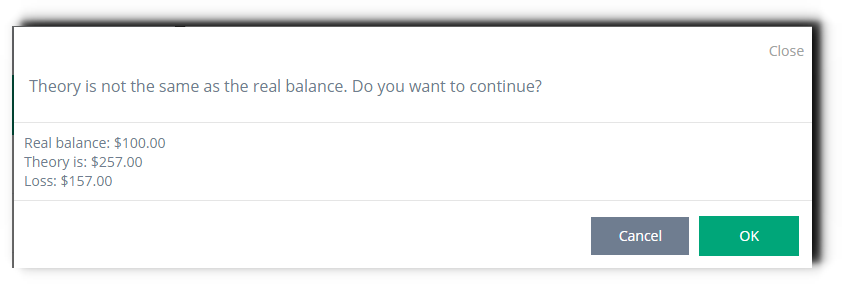 Close
Theory is not the same as the real balance. Do you want to continue?
Real balance: $100.00
Theory is: $257.00
Loss: $157.00
Cancel
OK